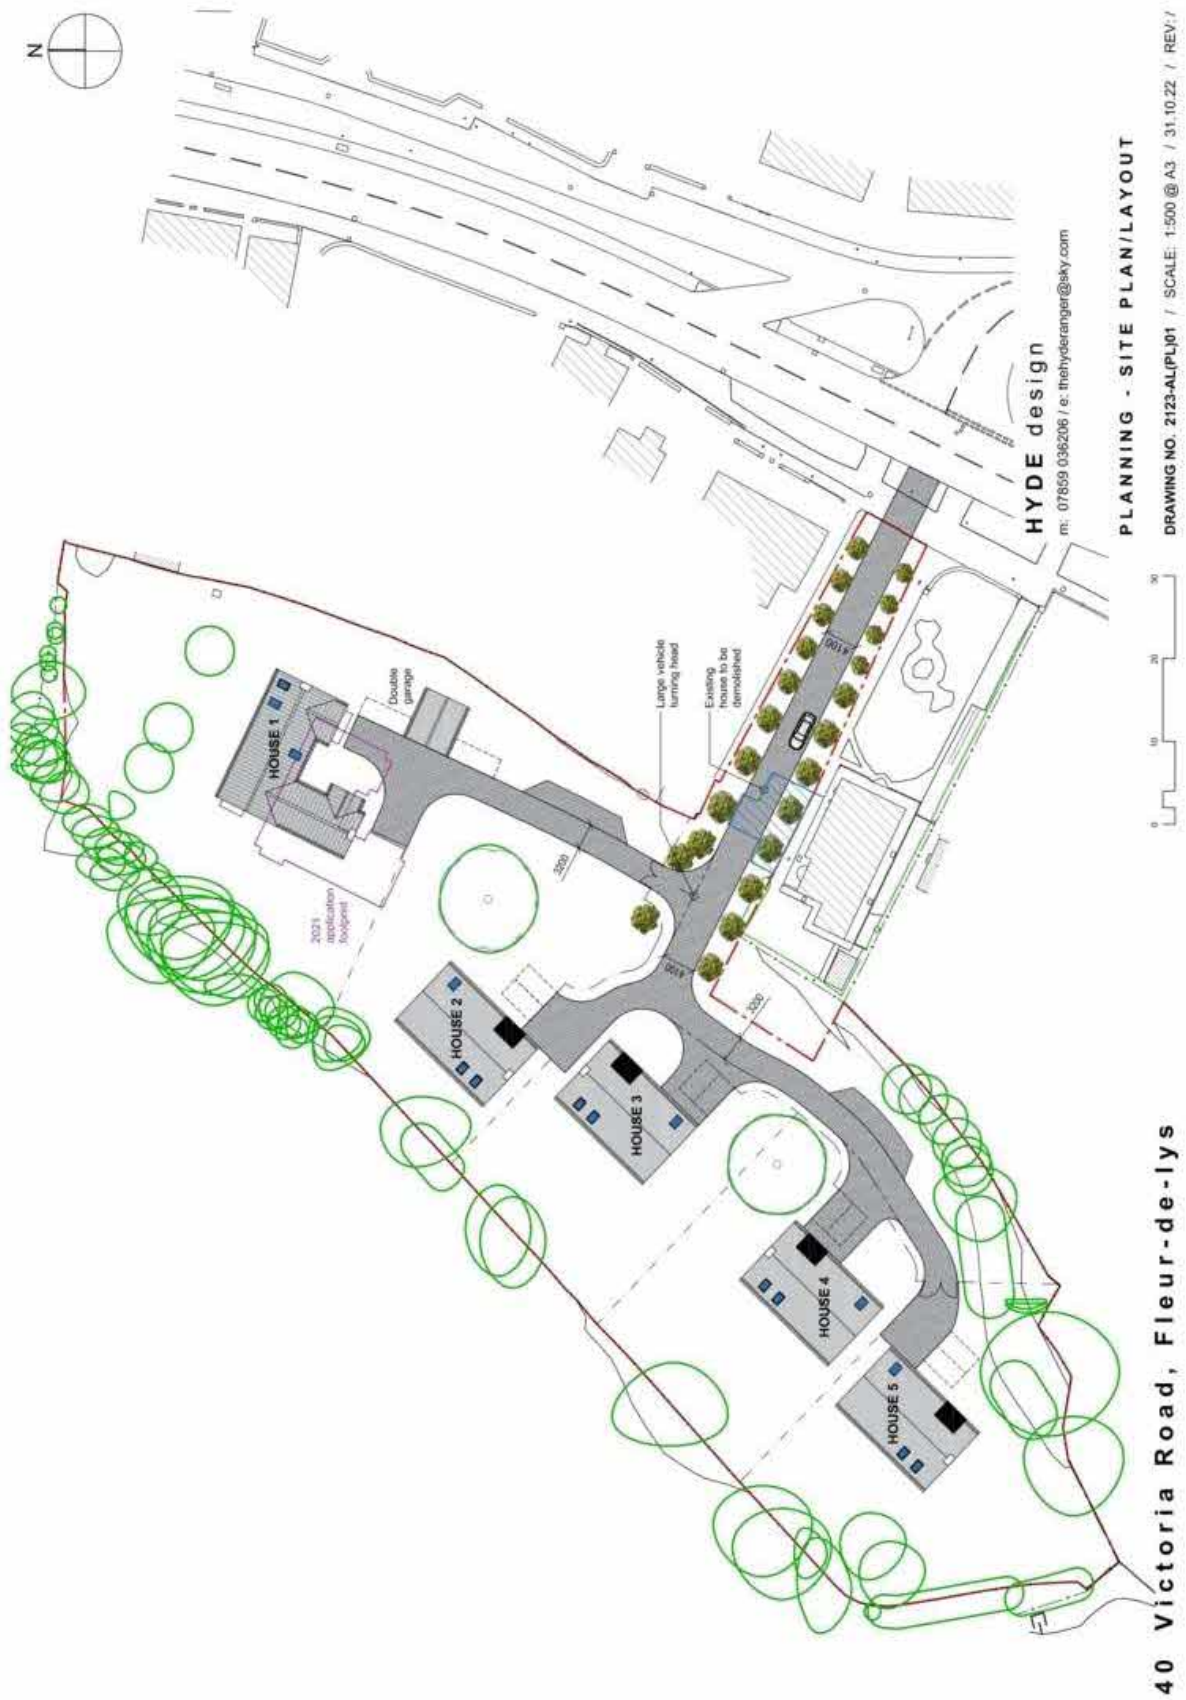 N
HOUSE 1
Double
garage
2021
application
footprint
Large vehicle
turning head
Existing
house to be
demolished
3200
4100
4100
3200
HOUSE 2
HOUSE 3
HOUSE 4
HOUSE 5
HYDE design
m: 07859 036206 / e: thehyderanger@sky.com
PLANNING - SITE PLAN/LAYOUT
DRAWING NO. 2123-AL(PL)01 / SCALE: 1:500 @ A3 / 31.10.22 / REV: /
0 10 20 30
40 Victoria Road, Fleur-de-lys